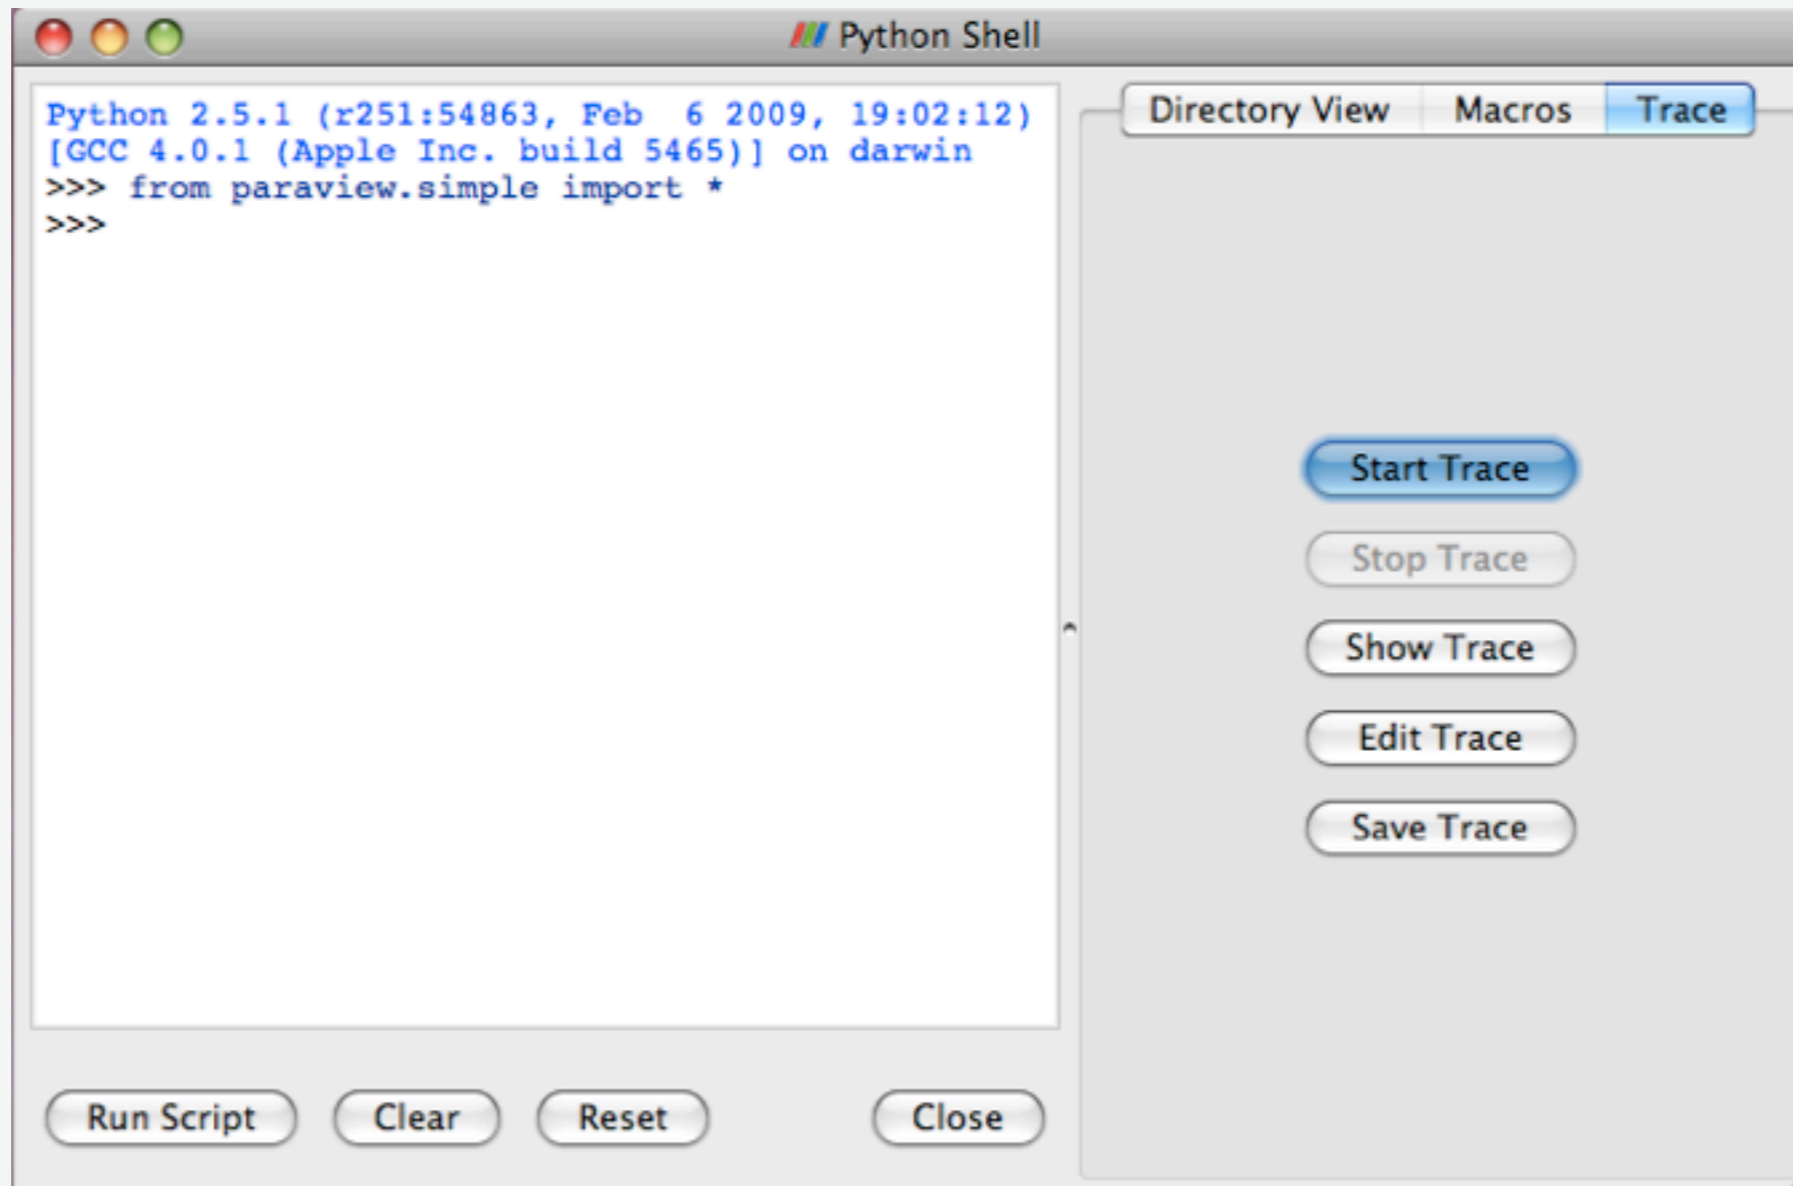 Python Shell
Python 2.5.1 (r251:54863, Feb  6 2009, 19:02:12)
[GCC 4.0.1 (Apple Inc. build 5465)] on darwin
>>> from paraview.simple import *
>>>
Directory View Macros Trace
Start Trace
Stop Trace
Show Trace
Edit Trace
Save Trace
Run Script Clear Reset Close